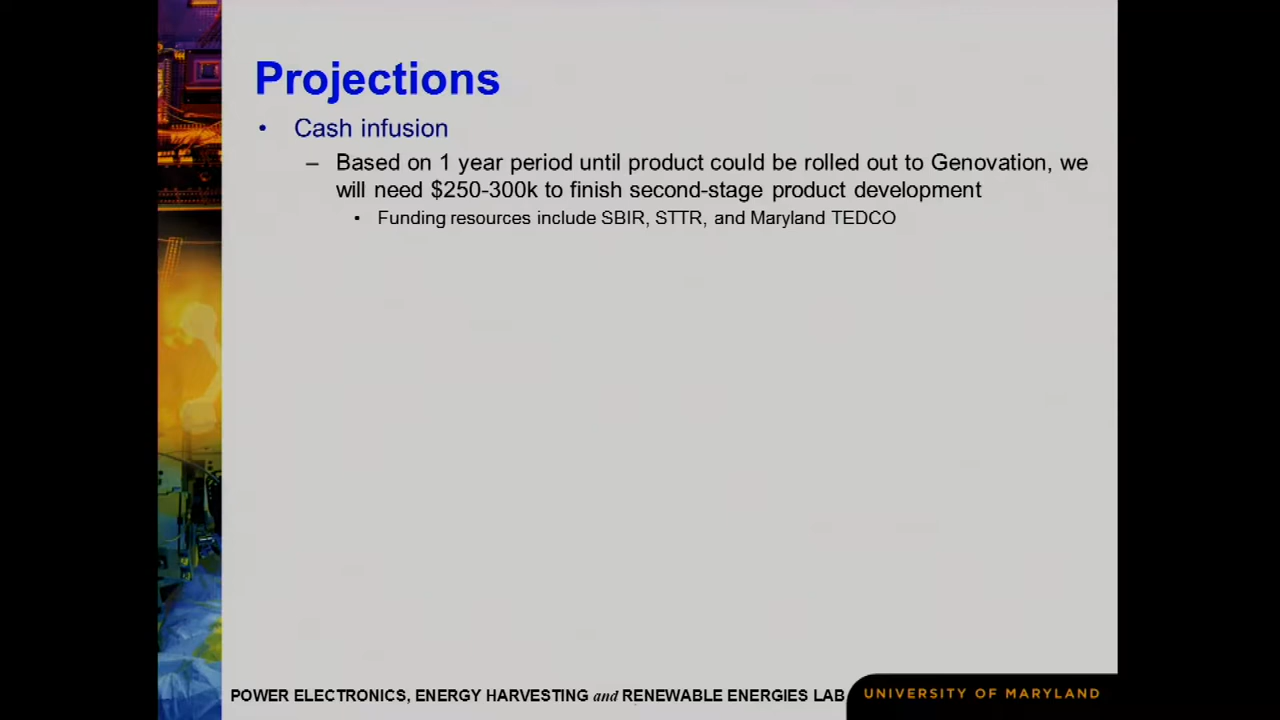 Projections
• Cash infusion
– Based on 1 year period until product could be rolled out to Genovation, we
will need $250-300k to finish second-stage product development
• Funding resources include SBIR, STTR, and Maryland TEDCO
POWER ELECTRONICS, ENERGY HARVESTING and RENEWABLE ENERGIES LAB
UNIVERSITY OF MARYLAND